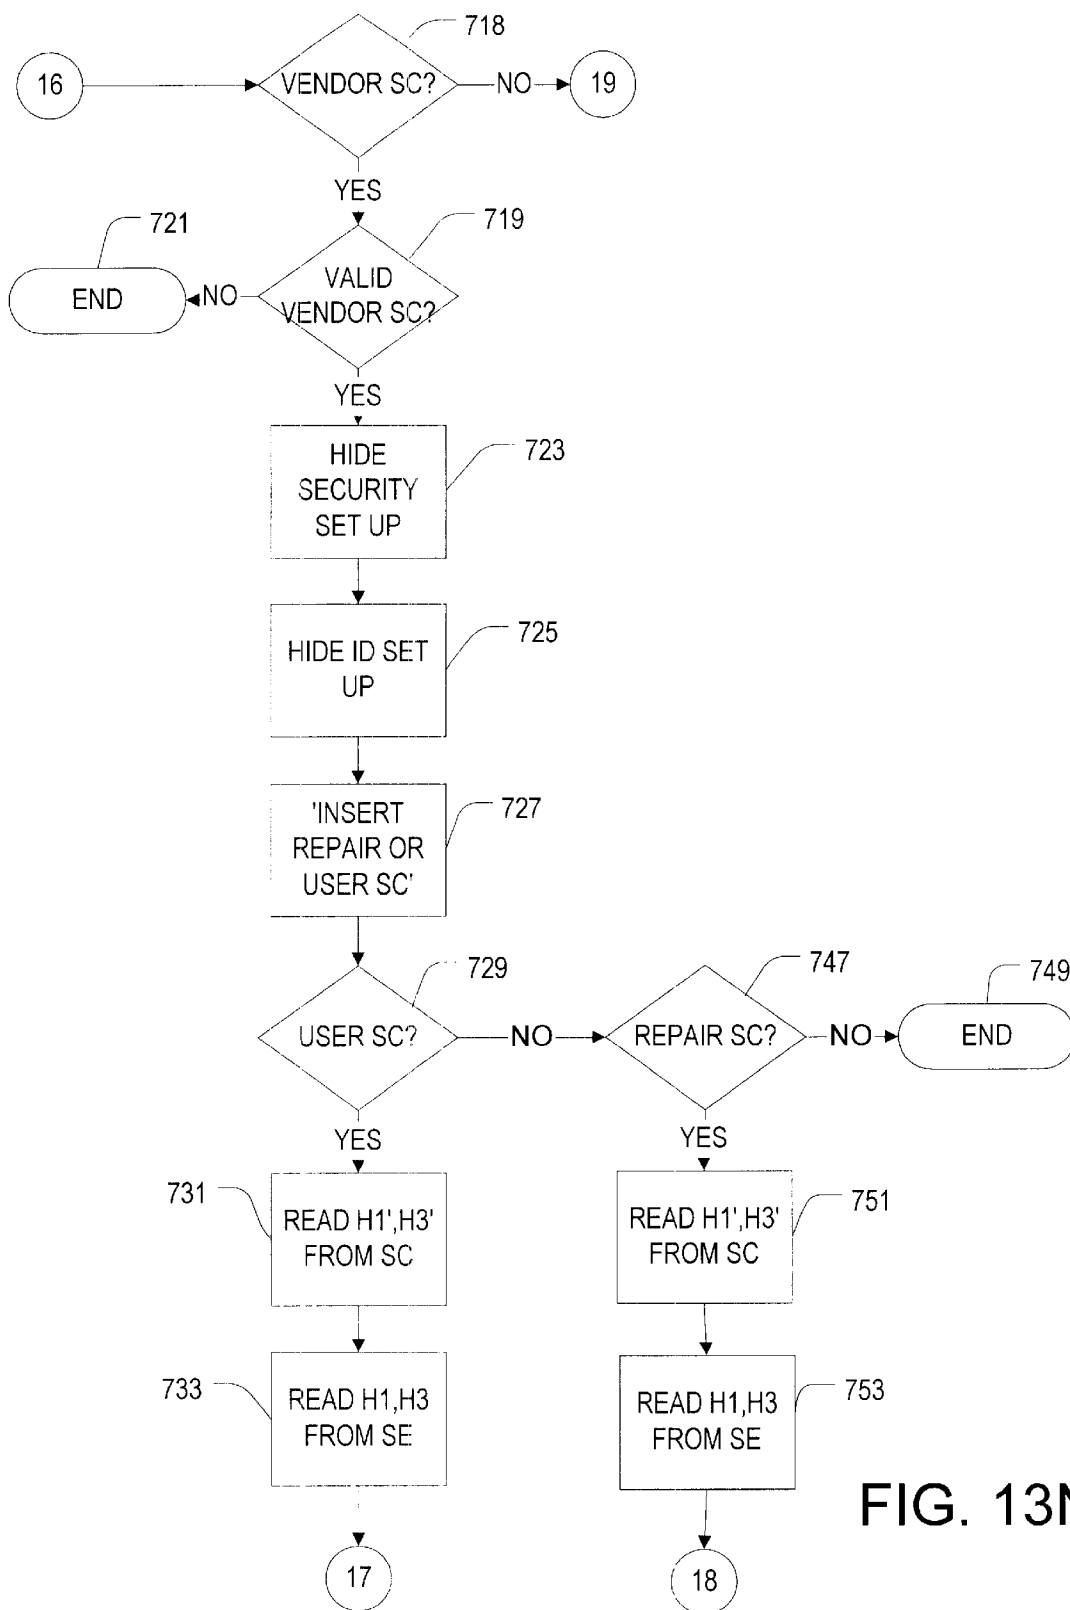 718
16
VENDOR SC?
NO
19
YES
721
719
END
NO
VALID
VENDOR SC?
YES
723
HIDE
SECURITY
SET UP
725
HIDE ID SET
UP
727
'INSERT
REPAIR OR
USER SC'
729
747
749
USER SC?
NO
REPAIR SC?
NO
END
YES
YES
731
READ H1',H3'
FROM SC
751
READ H1',H3'
FROM SC
733
READ H1,H3
FROM SE
753
READ H1,H3
FROM SE
FIG. 13N
17
18